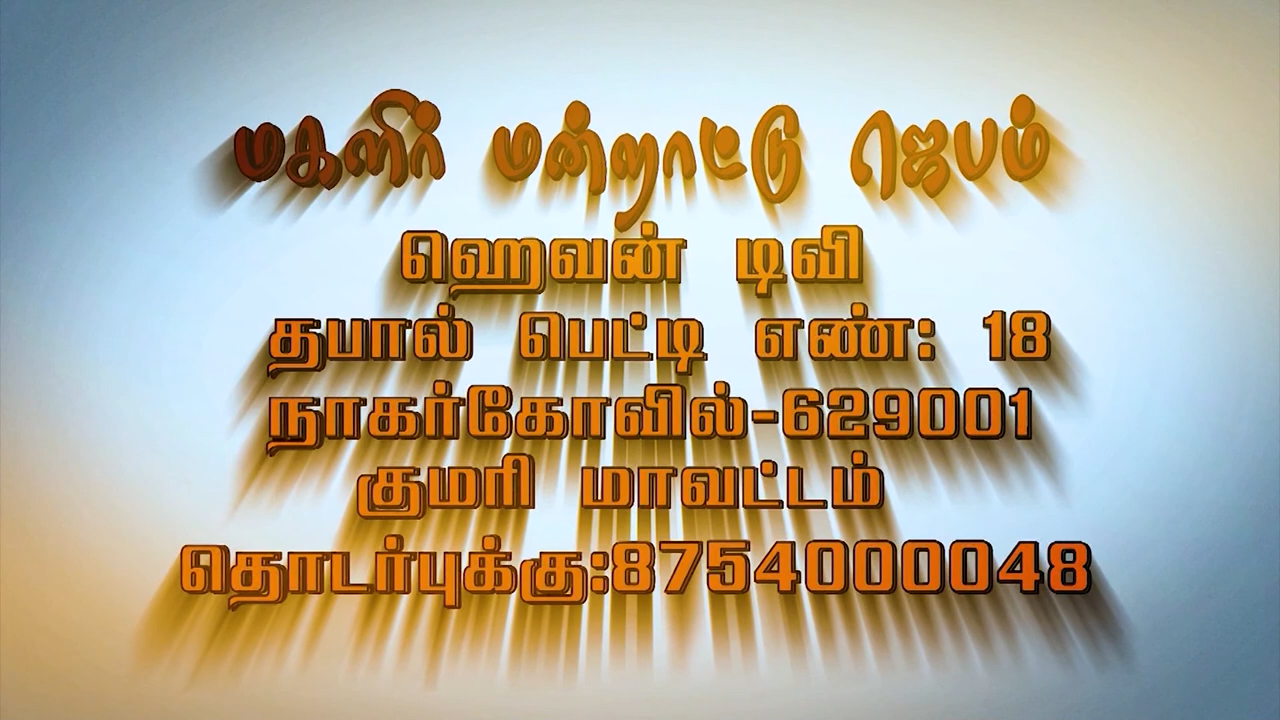 மகளிர் மன்றாட்டு ஜெபம்
ஹெவன் டிவி
தபால் பெட்டி எண்: 18
நாகர்கோவில்-629001
குமரி மாவட்டம்
தொடர்புக்கு:8754000048